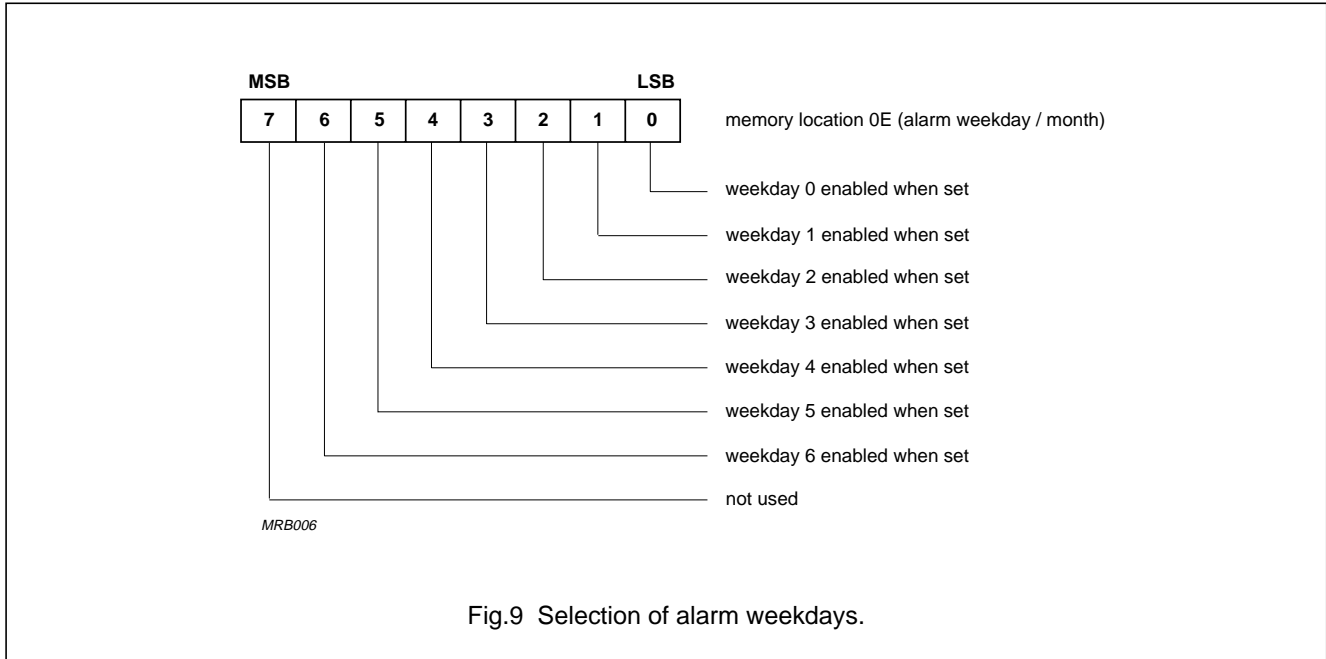 MSB LSB
7 6 5 4 3 2 1 0 memory location 0E (alarm weekday / month)
weekday 0 enabled when set
weekday 1 enabled when set
weekday 2 enabled when set
weekday 3 enabled when set
weekday 4 enabled when set
weekday 5 enabled when set
weekday 6 enabled when set
not used
MRB006
Fig.9 Selection of alarm weekdays.